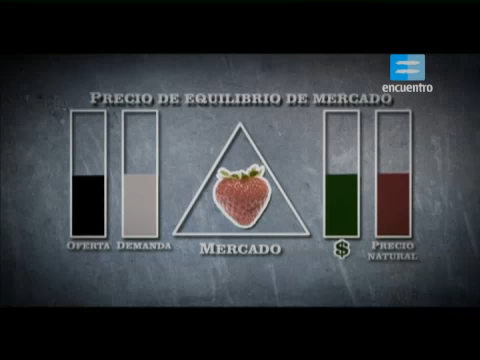 encuentro
PRECIO DE EQUILIBRIO DE MERCADO
OFERTA
DEMANDA
MERCADO
$
PRECIO
NATURAL